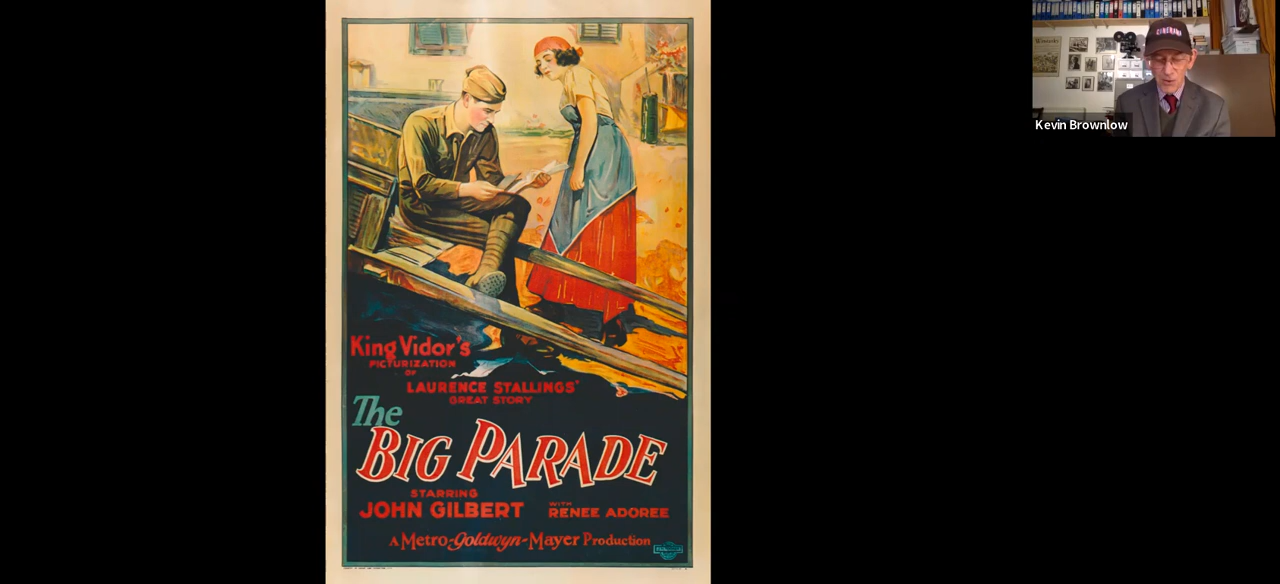 King Vidor's
PICTURIZATION
OF
LAURENCE STALLINGS'
GREAT STORY
The
BIG PARADE
STARRING
JOHN GILBERT
WITH
RENEE ADOREE
A Metro-Goldwyn-Mayer Production
Kevin Brownlow